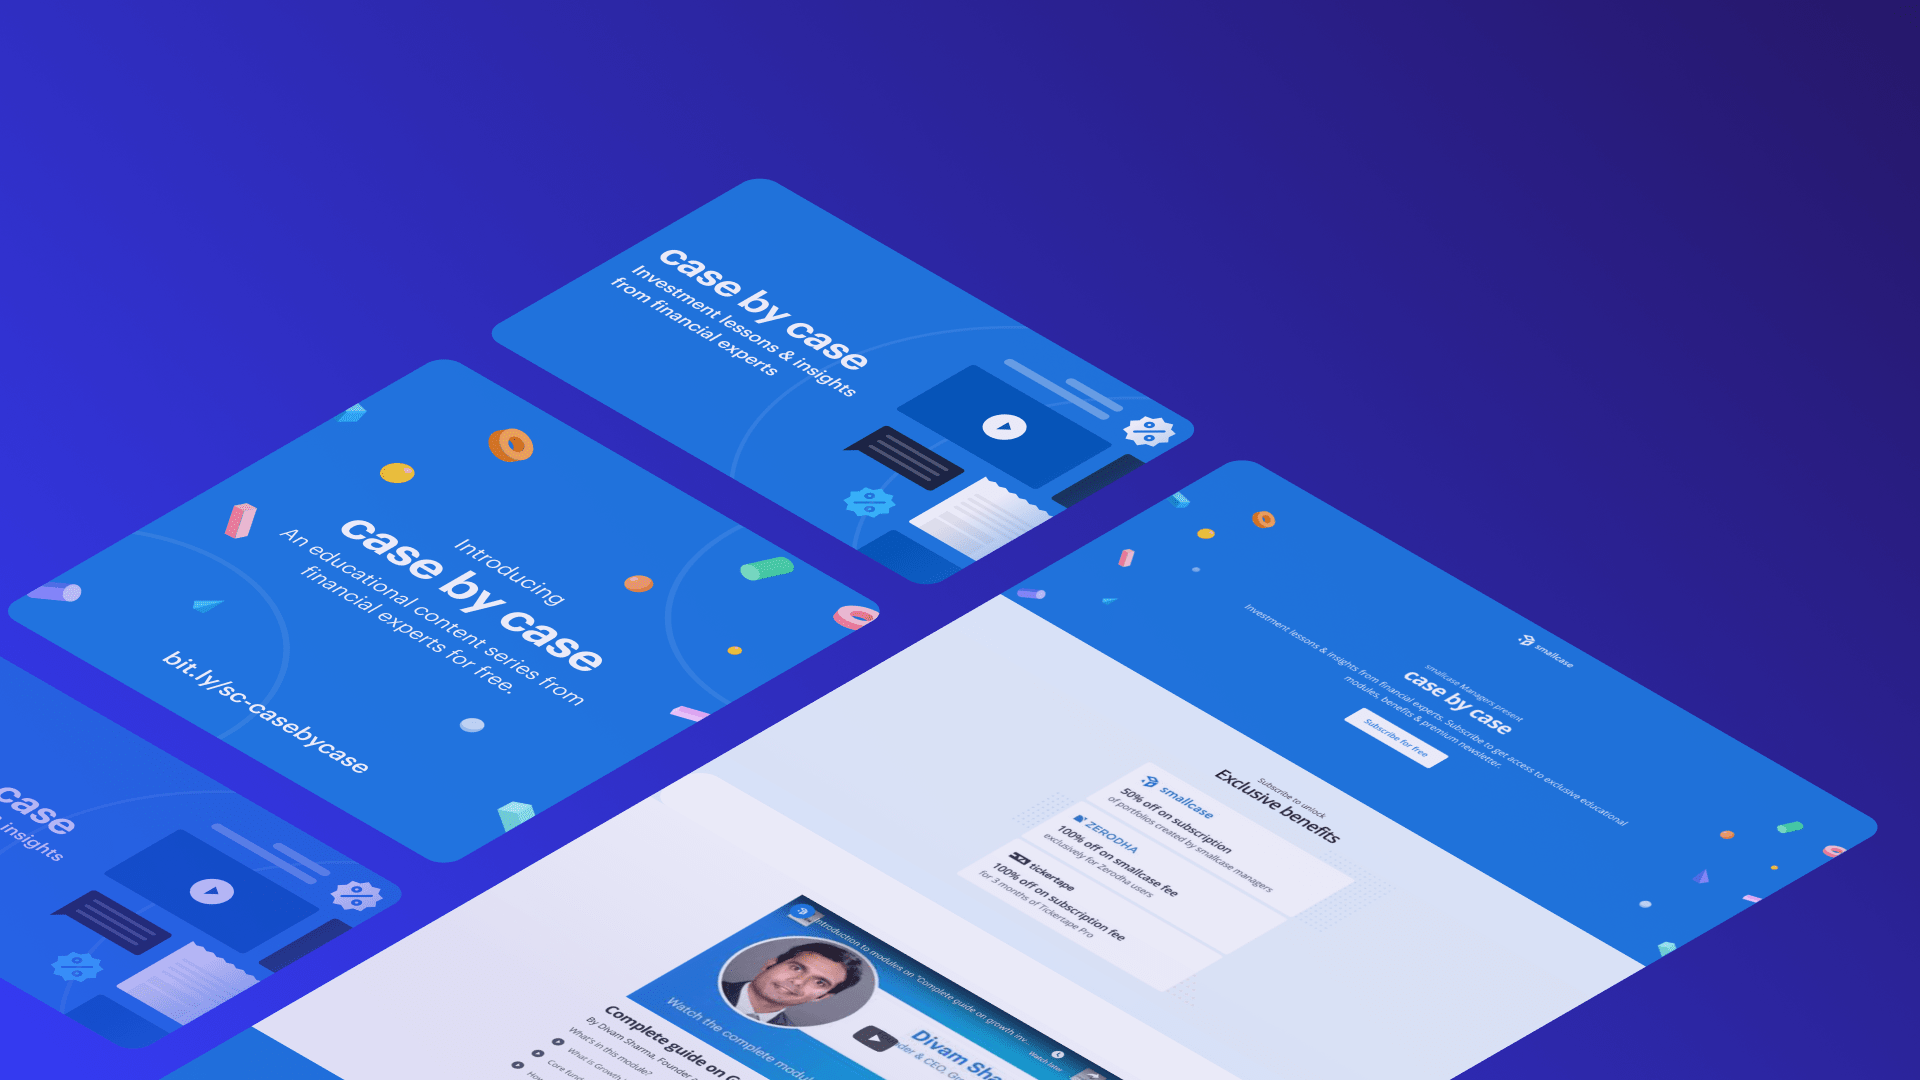 case by case
Investment lessons & insights
from financial experts
Introducing
case by case
An educational content series from
financial experts for free.
bit.ly/sc-casebycase
case
insights
smallcase
smallcase Managers present
case by case
Investment lessons & insights from financial experts. Subscribe to get access to exclusive educational
modules, benefits & premium newsletter.
Subscribe for free
Subscribe to unlock
Exclusive benefits
smallcase
50% off on subscription
of portfolios created by smallcase managers
ZERODHA
100% off on smallcase fee
exclusively for Zerodha users
tickertape
100% off on subscription fee
for 3 months of Tickertape Pro
Introduction to modules on "Complete guide on growth inv...
Watch later
Divam Sha
der & CEO, Gr
Watch the complete modul
Complete guide on G
By Divam Sharma, Founder
What's in this module?
What is Growth
Core fund
How